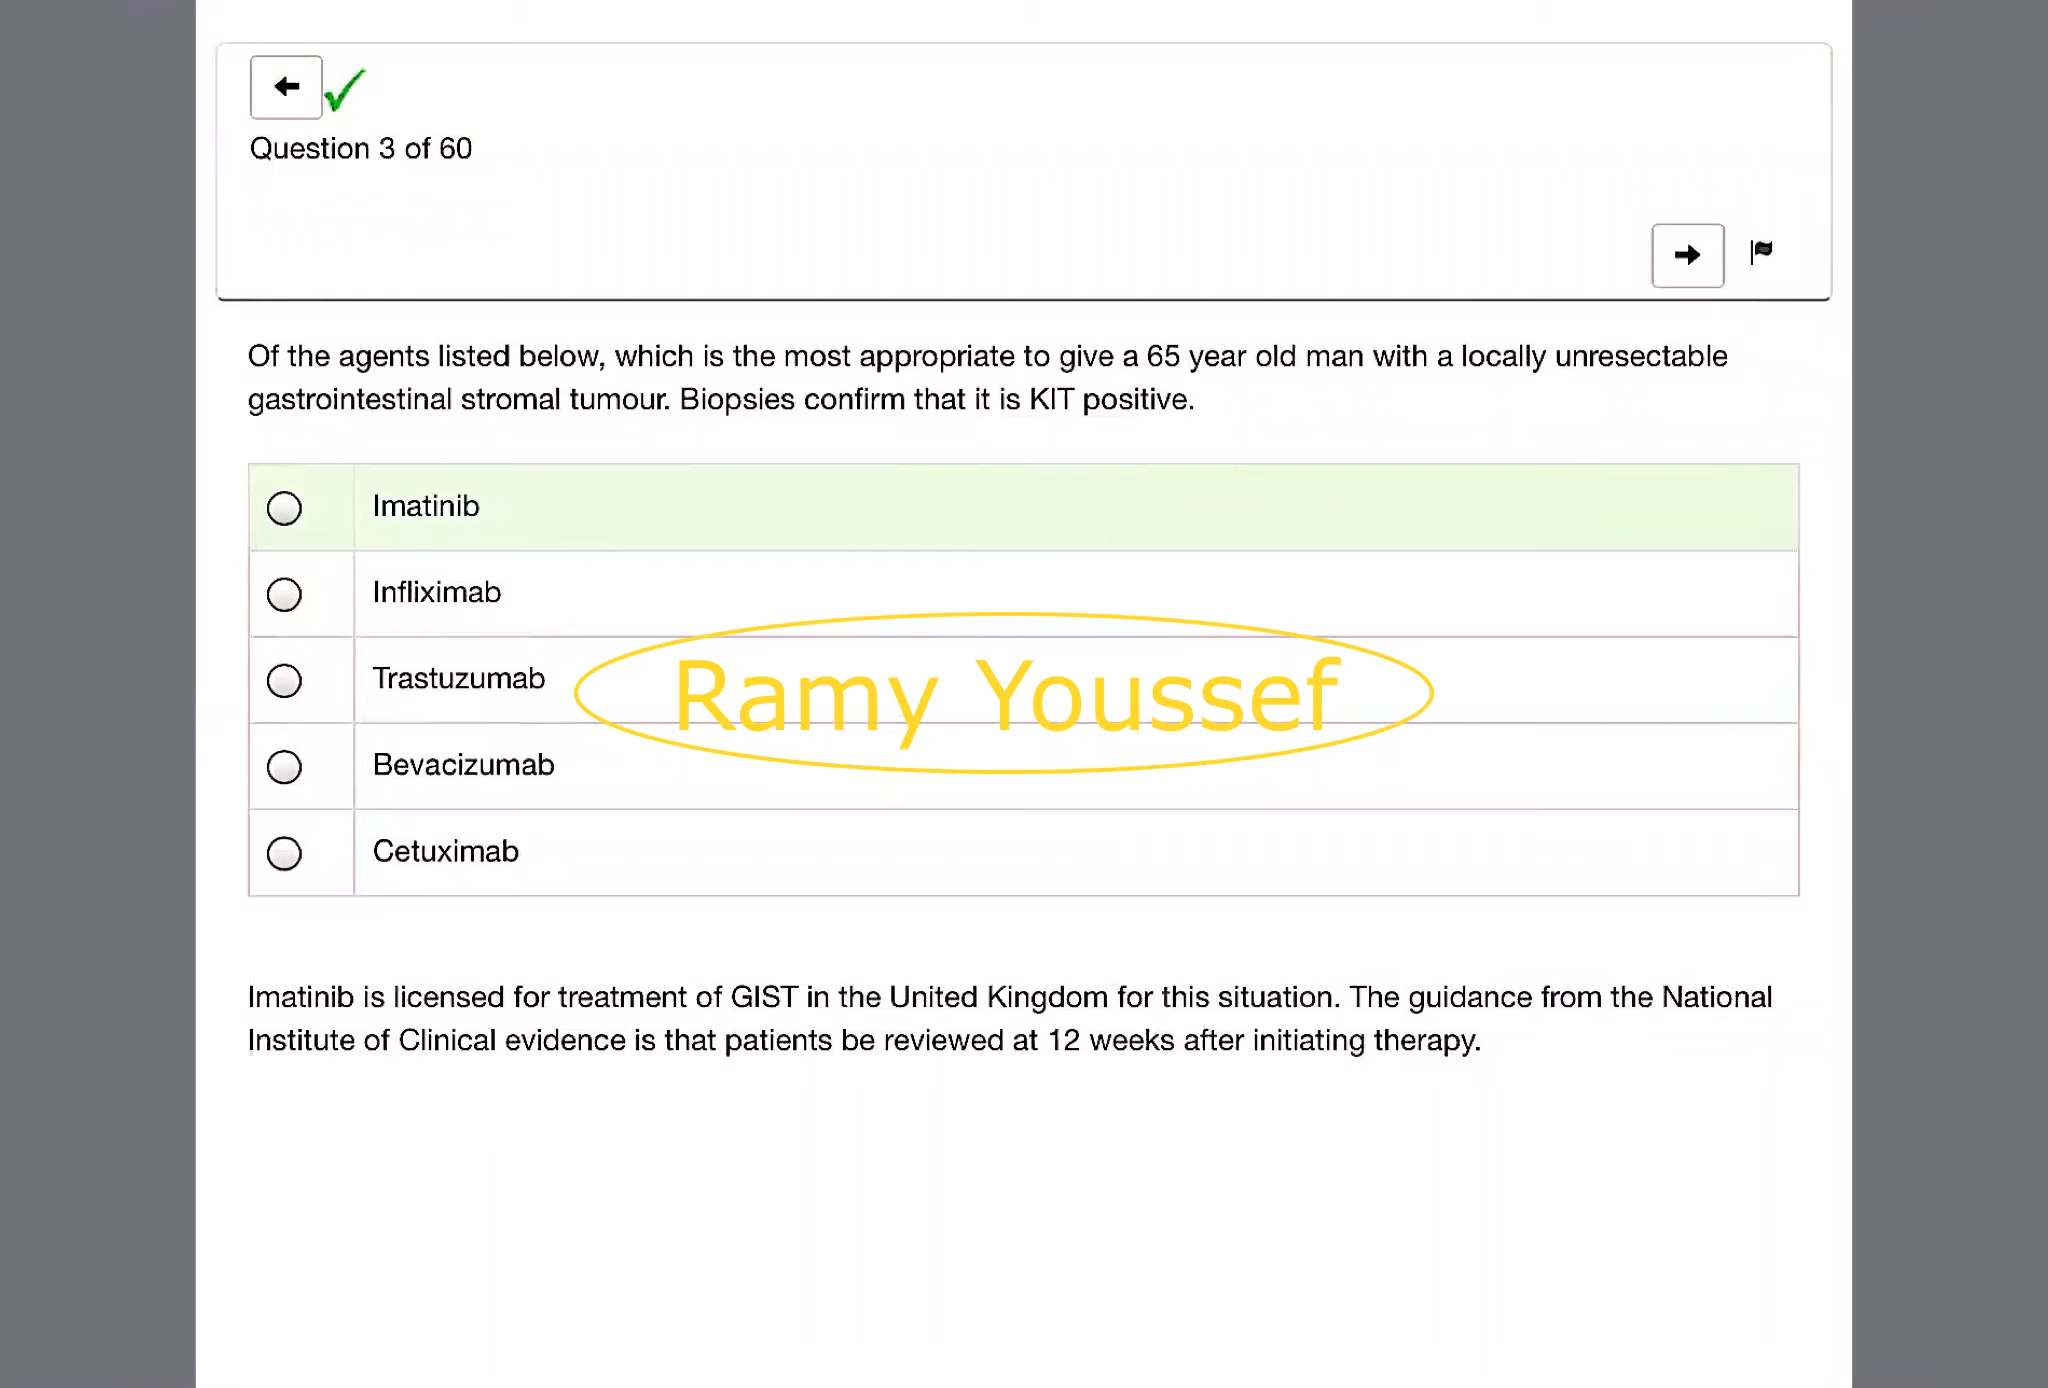 Question 3 of 60
Of the agents listed below, which is the most appropriate to give a 65 year old man with a locally unresectable
gastrointestinal stromal tumour. Biopsies confirm that it is KIT positive.
Imatinib
Infliximab
Trastuzumab
Ramy Youssef
Bevacizumab
Cetuximab
Imatinib is licensed for treatment of GIST in the United Kingdom for this situation. The guidance from the National
Institute of Clinical evidence is that patients be reviewed at 12 weeks after initiating therapy.